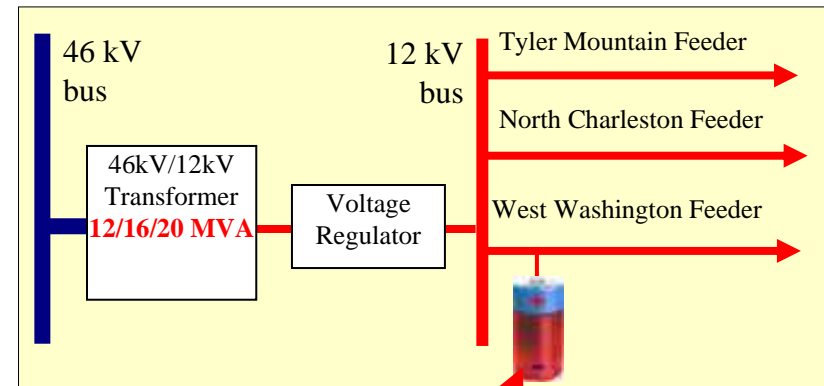 46 kV
bus
46kV/12kV
Transformer
12/16/20 MVA
Voltage
Regulator
12 kV
bus
Tyler Mountain Feeder
North Charleston Feeder
West Washington Feeder